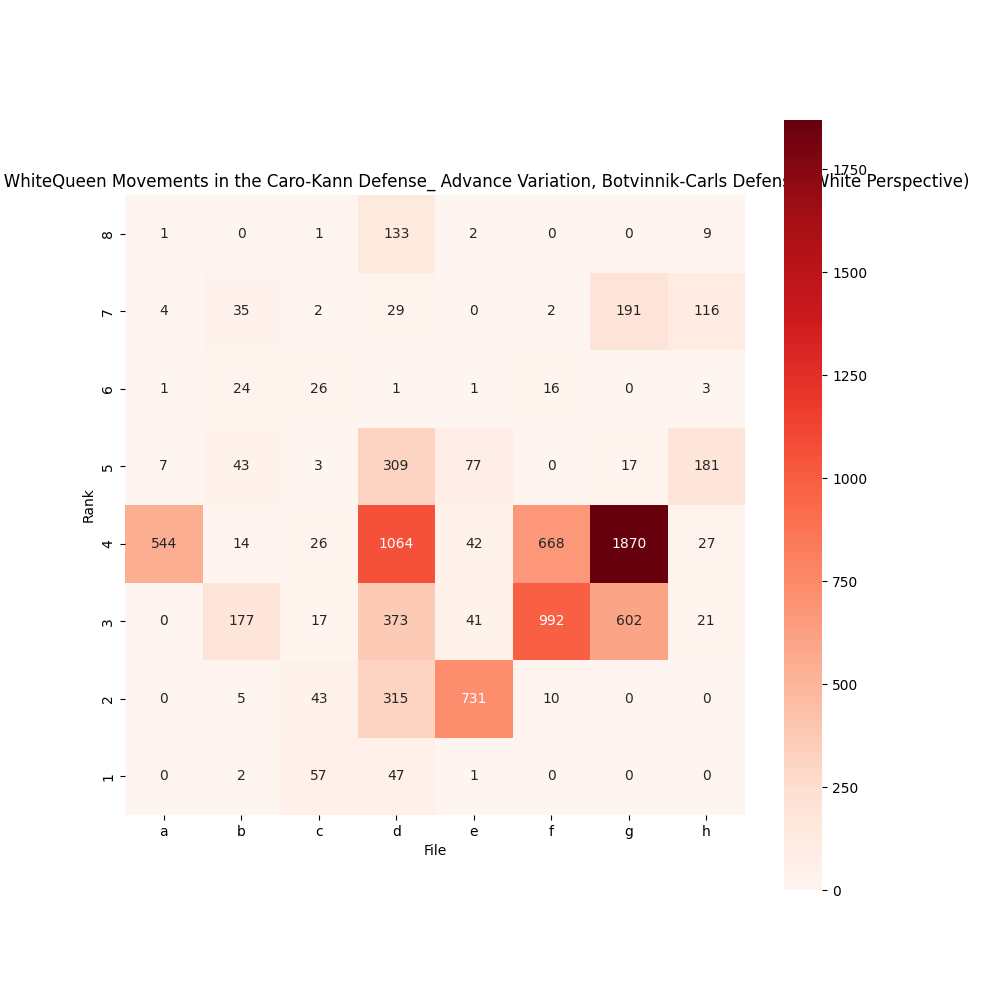 WhiteQueen Movements in the Caro-Kann Defense_ Advance Variation, Botvinnik-Carls Defens White Perspective)
8 1 0 1 133 2 0 0 9
7 4 35 2 29 0 2 191 116
6 1 24 26 1 1 16 0 3
5 7 43 3 309 77 0 17 181
4 544 14 26 1064 42 668 1870 27
3 0 177 17 373 41 992 602 21
2 0 5 43 315 731 10 0 0
1 0 2 57 47 1 0 0 0
a b c d e f g h
File
Rank
1750
1500
1250
1000
750
500
250
0